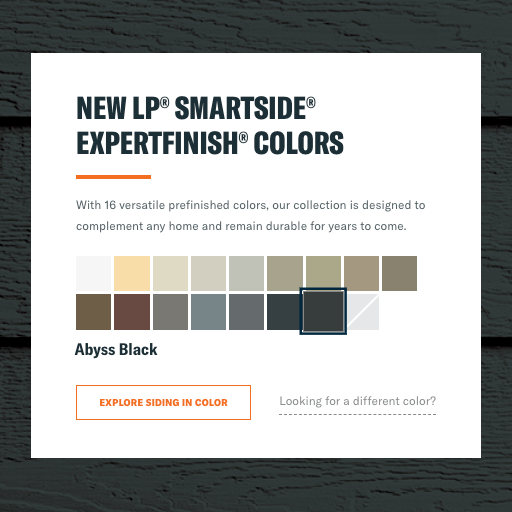 NEW LP® SMARTSIDE®
EXPERTFINISH® COLORS
With 16 versatile prefinished colors, our collection is designed to
complement any home and remain durable for years to come.
Abyss Black
EXPLORE SIDING IN COLOR
Looking for a different color?